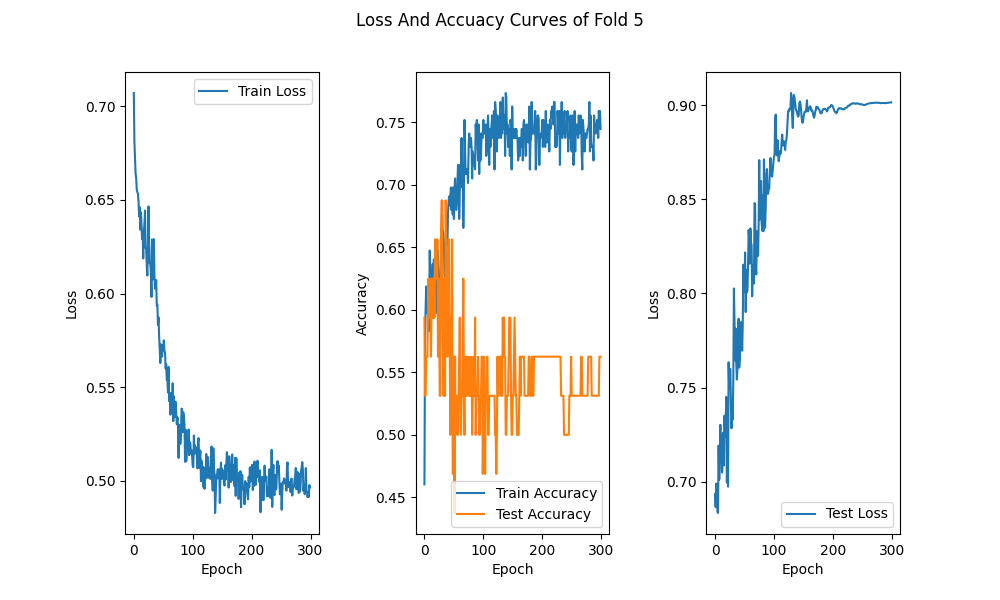 Loss And Accuacy Curves of Fold 5
Train Loss
0.70
0.65
0.60
0.55
0.50
Loss
0 100 200 300
Epoch
0.75
0.70
0.65
0.60
0.55
0.50
0.45
Accuracy
Train Accuracy
Test Accuracy
0 100 200 300
Epoch
0.90
0.85
0.80
0.75
0.70
Loss
Test Loss
0 100 200 300
Epoch